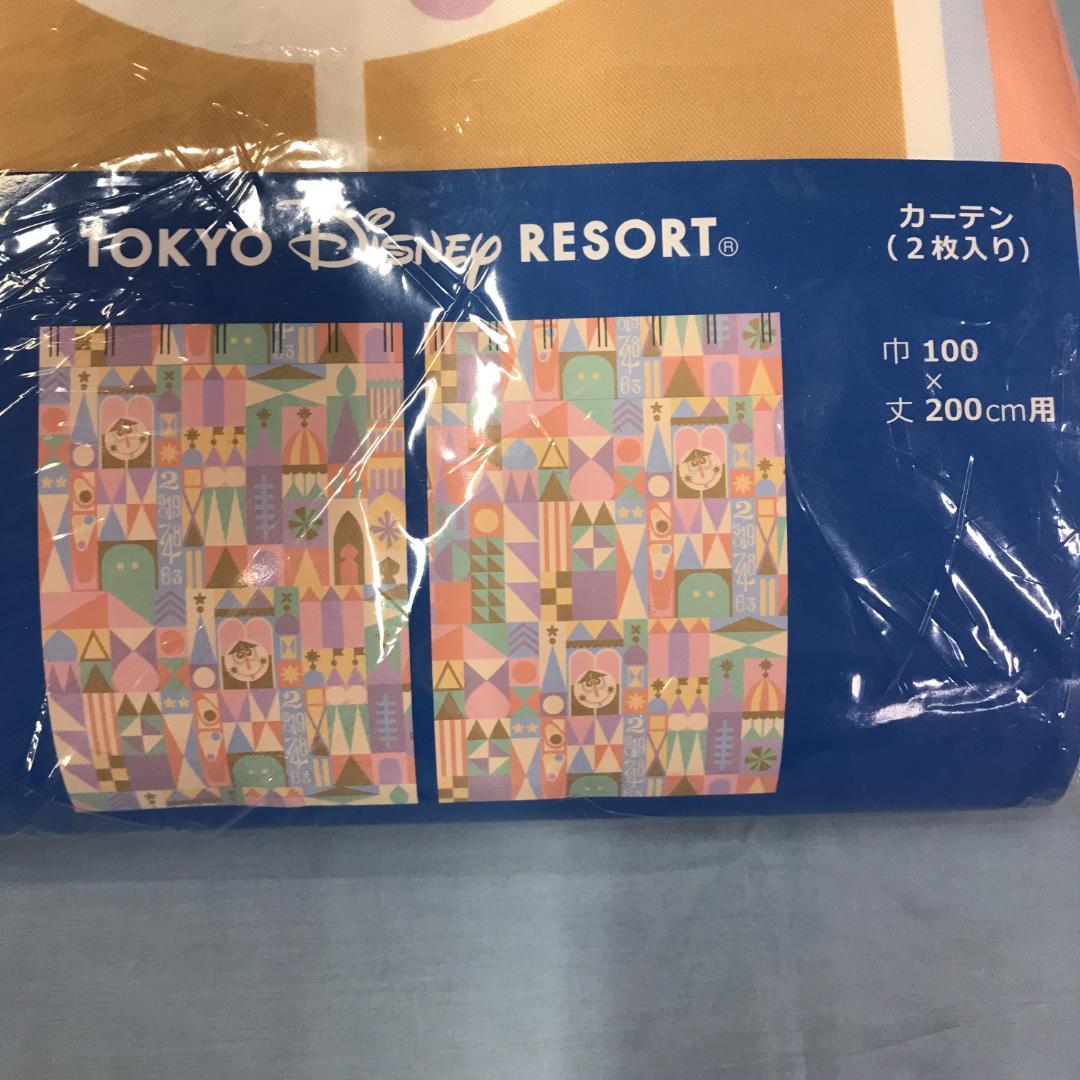 TOKYO Disney RESORT®
カーテン
(2枚入り)
巾 100
×
丈 200cm用